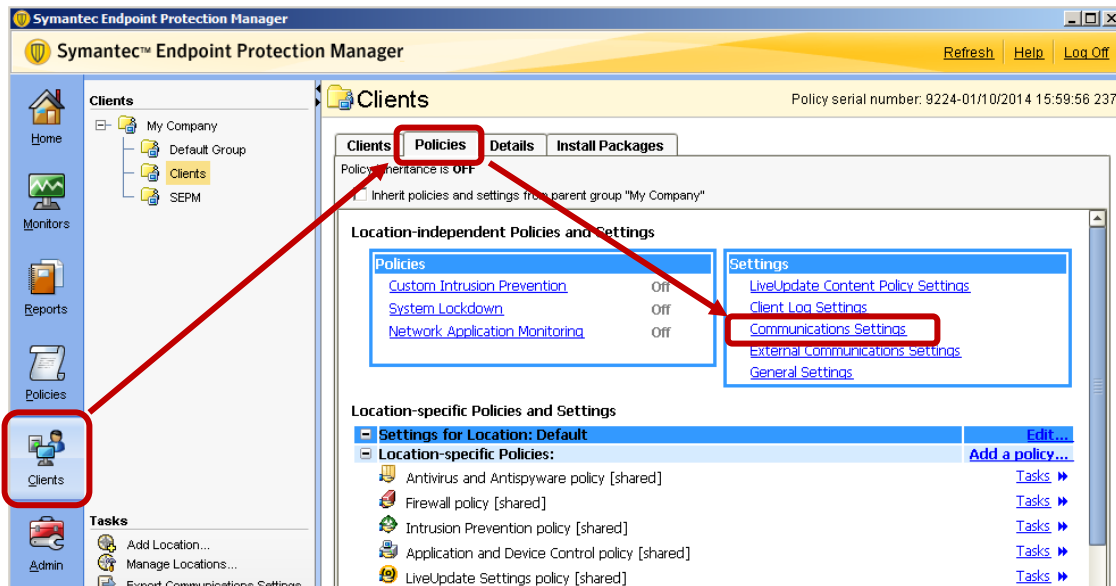 Symantec Endpoint Protection Manager
Symantec™ Endpoint Protection Manager
Refresh Help Log Off
Home
Monitors
Reports
Policies
Clients
Admin
Clients
My Company
Default Group
Clients
SEPM
Tasks
Add Location...
Manage Locations...
Export Communications Settings
Clients
Policy serial number: 9224-01/10/2014 15:59:56 237
Clients Policies Details Install Packages
Policy inheritance is OFF
Inherit policies and settings from parent group "My Company"
Location-independent Policies and Settings
Policies
Custom Intrusion Prevention Off
System Lockdown Off
Network Application Monitoring Off
Settings
LiveUpdate Content Policy Settings
Client Log Settings
Communications Settings
External Communications Settings
General Settings
Location-specific Policies and Settings
Settings for Location: Default Edit...
Location-specific Policies: Add a policy...
Antivirus and Antispyware policy [shared] Tasks
Firewall policy [shared] Tasks
Intrusion Prevention policy [shared] Tasks
Application and Device Control policy [shared] Tasks
LiveUpdate Settings policy [shared] Tasks